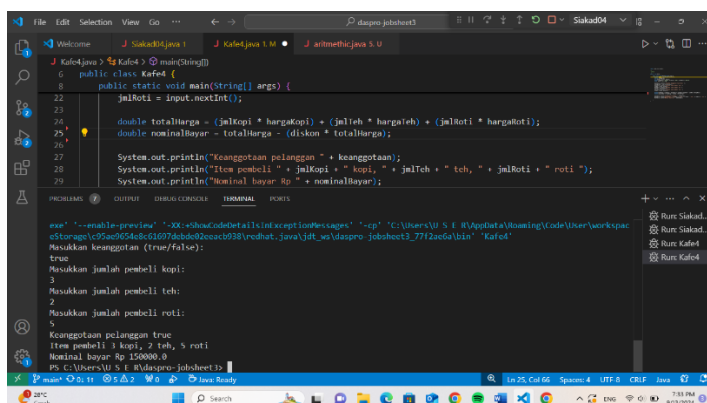 File Edit Selection View Go ···
daspro-jobsheet3
Siakad04
Welcome
J Siakad04.java 1
J Kafe4.java 1, M
J arithmethic.java 5, U
J Kafe4.java > Kafe4 > main(String[])
6 public class Kafe4 {
8 public static void main(String[] args) {
22 jmlRoti = input.nextInt();
23
24 double totalHarga = (jmlKopi * hargaKopi) + (jmlTeh * hargaTeh) + (jmlRoti * hargaRoti);
25 double nominalBayar = totalHarga - (diskon * totalHarga);
26
27 System.out.println("Keanggotaan pelanggan " + keanggotaan);
28 System.out.println("Item pembeli " + jmlKopi + " kopi, " + jmlTeh + " teh, " + jmlRoti + " roti ");
29 System.out.println("Nominal bayar Rp " + nominalBayar);
PROBLEMS 7 OUTPUT DEBUG CONSOLE TERMINAL PORTS
exe' '--enable-preview' '-XX:+ShowCodeDetailsInExceptionMessages' '-cp' 'C:\Users\U S E R\AppData\Roaming\Code\User\workspac
\redhat.java\jdt_ws\daspro-jobsheet3_77f2ac6a\bin' 'Kafe4'
Masukkan keanggotan (true/false):
true
Masukkan jumlah pembeli kopi:
3
Masukkan jumlah pembeli teh:
2
Masukkan jumlah pembeli roti:
5
Keanggotaan pelanggan true
Item pembeli 3 kopi, 2 teh, 5 roti
Nominal bayar Rp 150000.0
PS C:\Users\U S E R\daspro-jobsheet3>
Run: Siakad...
Run: Siakad...
Run: Kafe4
Run: Kafe4
main* 0↓ 1↑ 5 2 0 Java: Ready
Ln 25, Col 66 Spaces: 4 UTF-8 CRLF Java
28°C
Search
ENG
7:33 PM